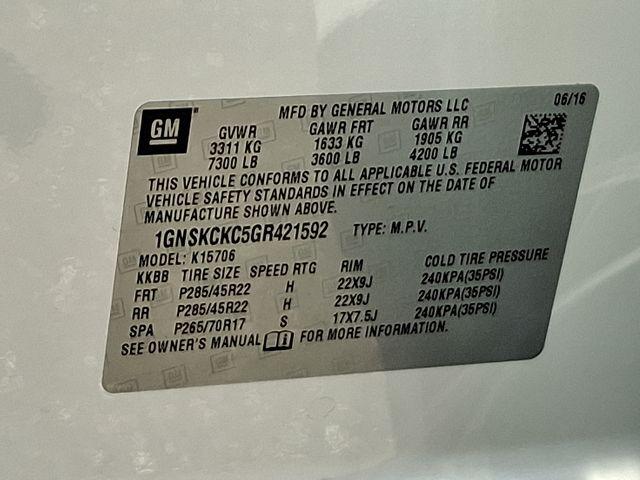 GM
MFD BY GENERAL MOTORS LLC 06/16
GVWR GAWR FRT GAWR RR
3311 KG 1633 KG 1905 KG
7300 LB 3600 LB 4200 LB
THIS VEHICLE CONFORMS TO ALL APPLICABLE U.S. FEDERAL MOTOR
VEHICLE SAFETY STANDARDS IN EFFECT ON THE DATE OF
MANUFACTURE SHOWN ABOVE.
1GNSKCKC5GR421592 TYPE: M.P.V.
MODEL: K15706
KKBB TIRE SIZE SPEED RTG RIM COLD TIRE PRESSURE
FRT P285/45R22 H 22X9J 240KPA(35PSI)
RR P285/45R22 H 22X9J 240KPA(35PSI)
SPA P265/70R17 S 17X7.5J 240KPA(35PSI)
SEE OWNER'S MANUAL FOR MORE INFORMATION.